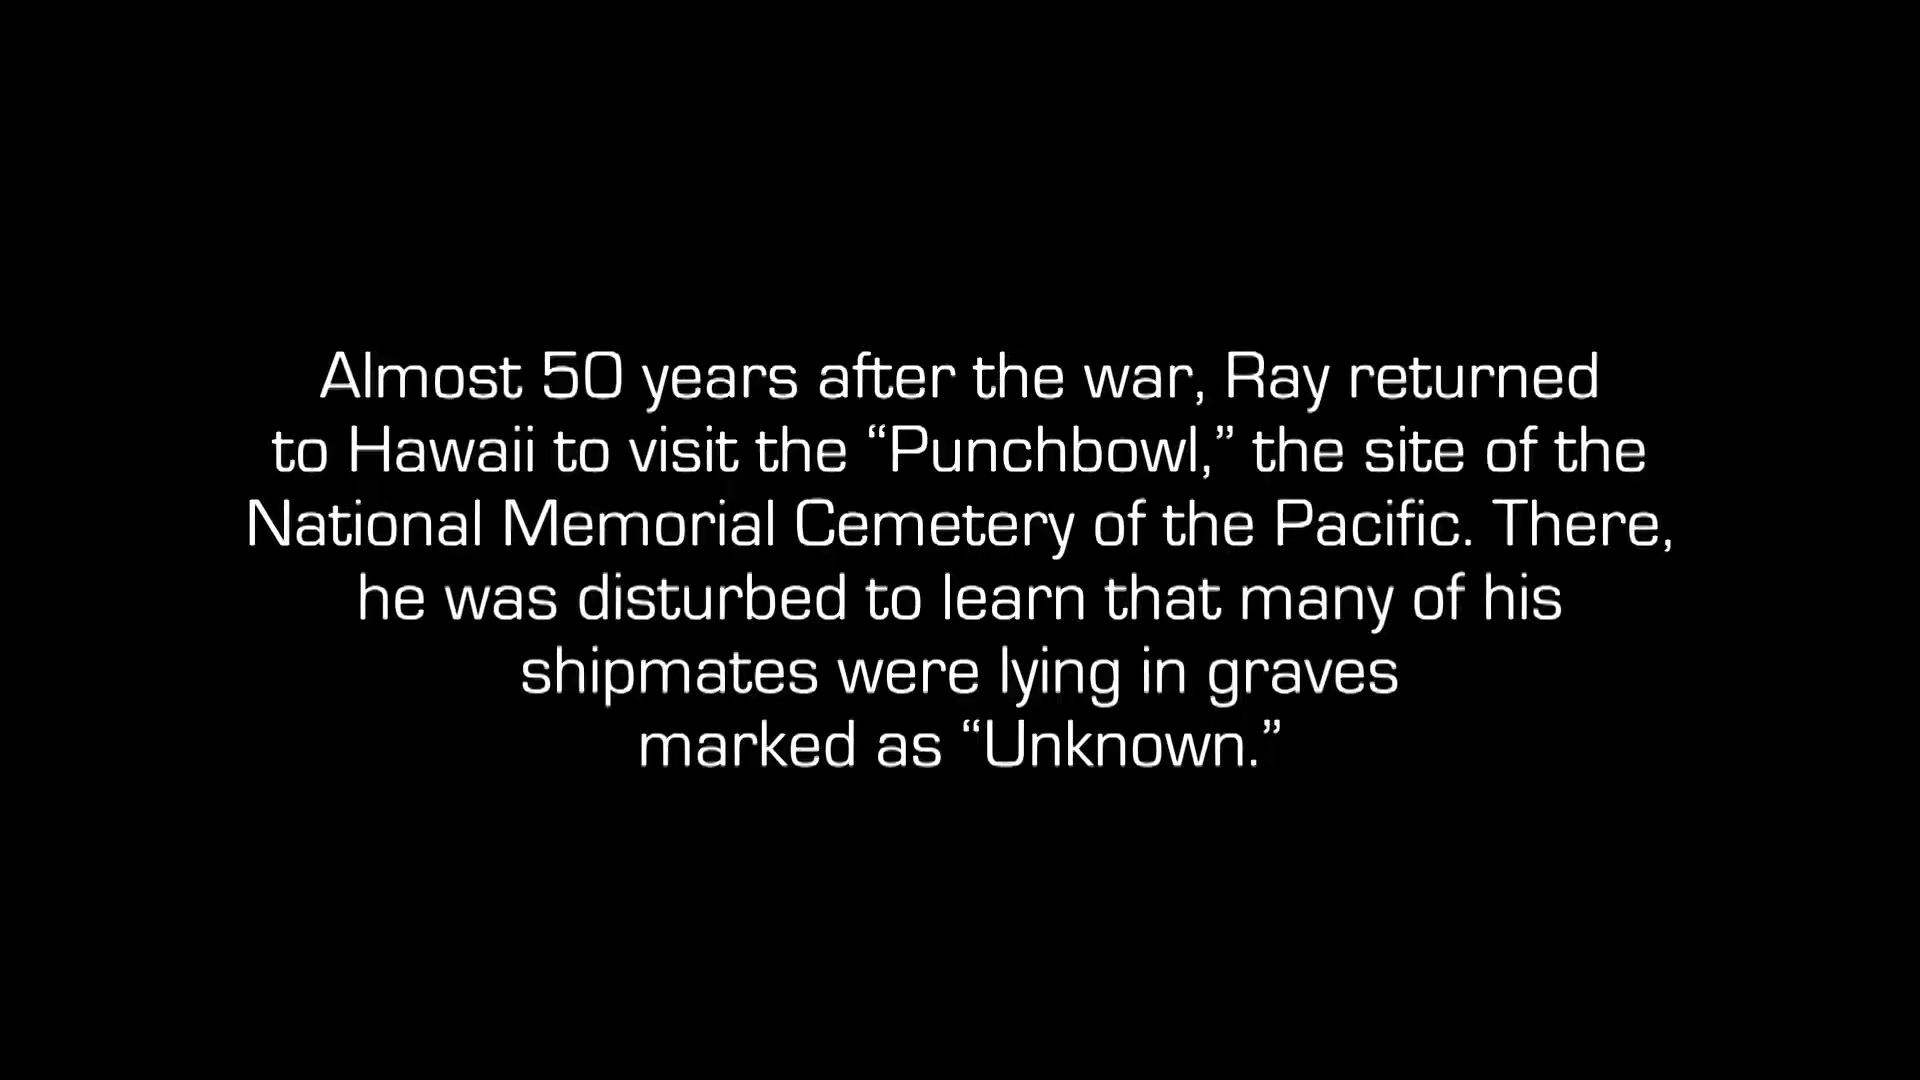 Almost 50 years after the war, Ray returned
to Hawaii to visit the “Punchbowl,” the site of the
National Memorial Cemetery of the Pacific. There,
he was disturbed to learn that many of his
shipmates were lying in graves
marked as “Unknown.”